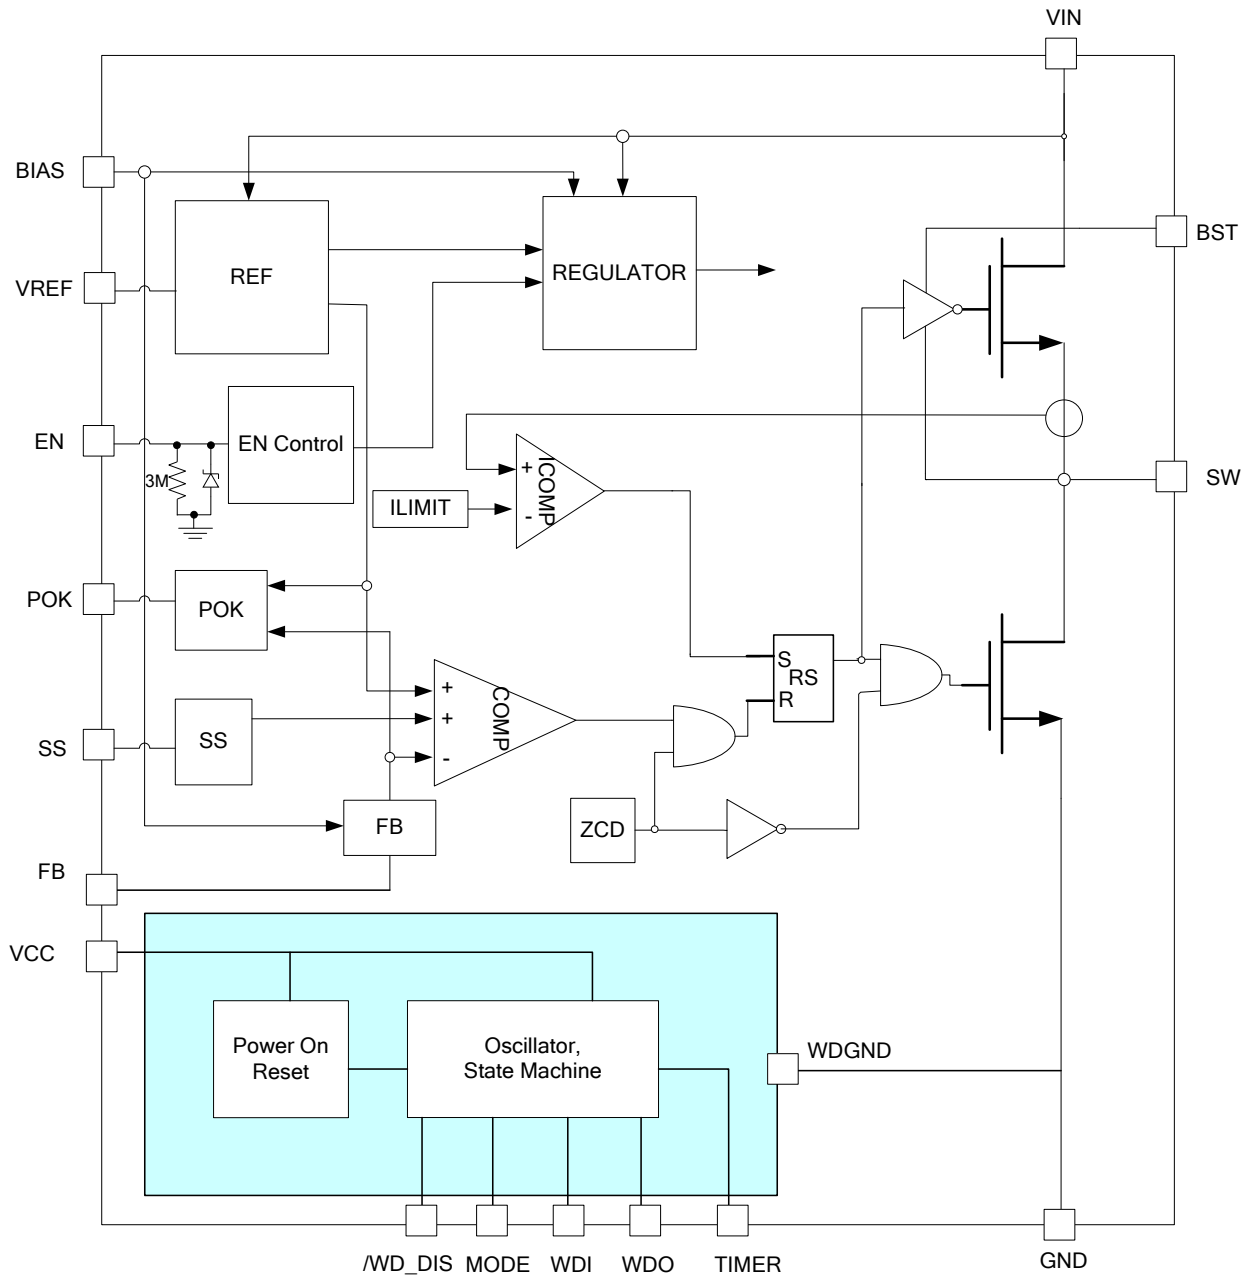 VIN
BIAS
BST
REF
REGULATOR
VREF
EN
EN Control
3M
+
-
ICOMP
ILIMIT
SW
POK
POK
+
+
-
COMP
S
RS
R
SS
SS
FB
ZCD
FB
VCC
Power On
Reset
Oscillator,
State Machine
WDGND
/WD_DIS
MODE
WDI
WDO
TIMER
GND